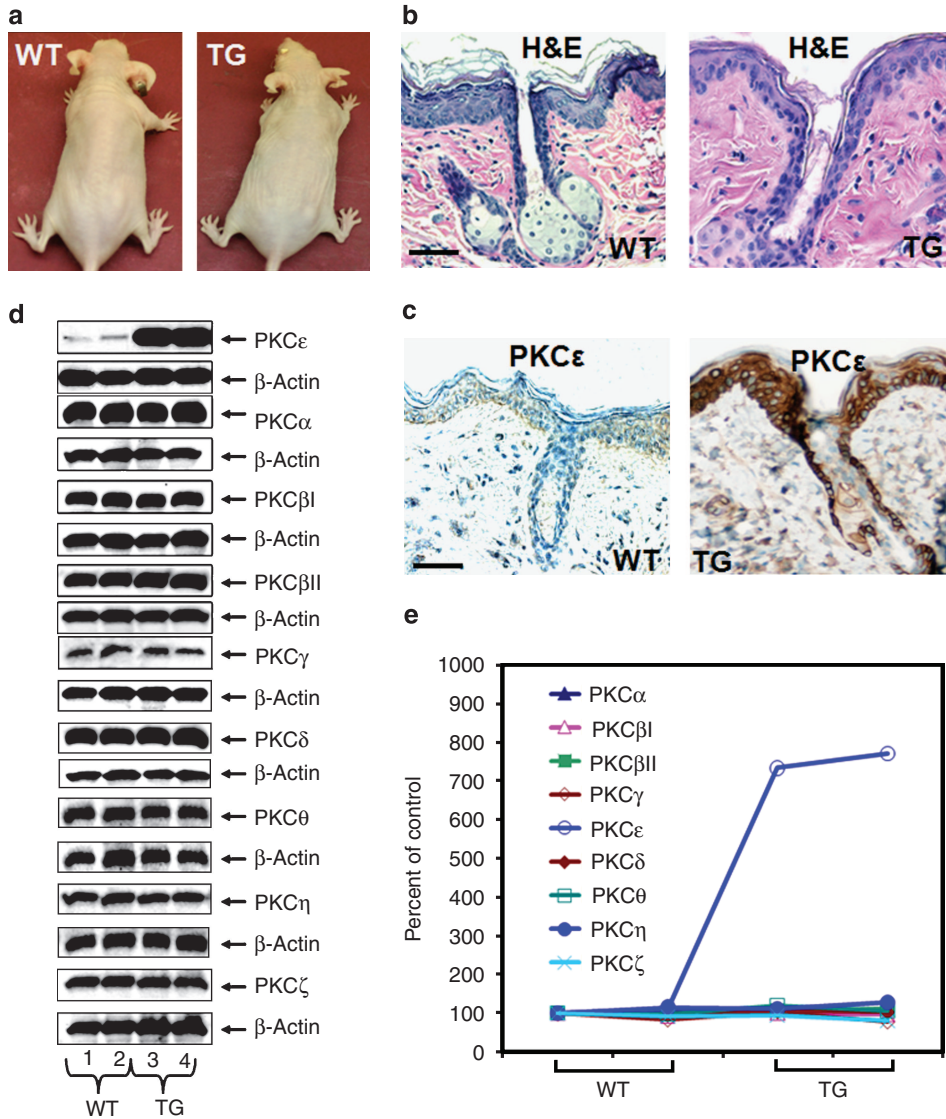 a
WT
TG
b
H&E
WT
H&E
TG
d
PKCε
β-Actin
PKCα
β-Actin
PKCβI
β-Actin
PKCβII
β-Actin
PKCγ
β-Actin
PKCδ
β-Actin
PKCθ
β-Actin
PKCη
β-Actin
PKCζ
β-Actin
1 2 3 4
WT TG
c
PKCε
WT
PKCε
TG
e
Percent of control
1000
900
800
700
600
500
400
300
200
100
0
PKCα
PKCβI
PKCβII
PKCγ
PKCε
PKCδ
PKCθ
PKCη
PKCζ
WT TG